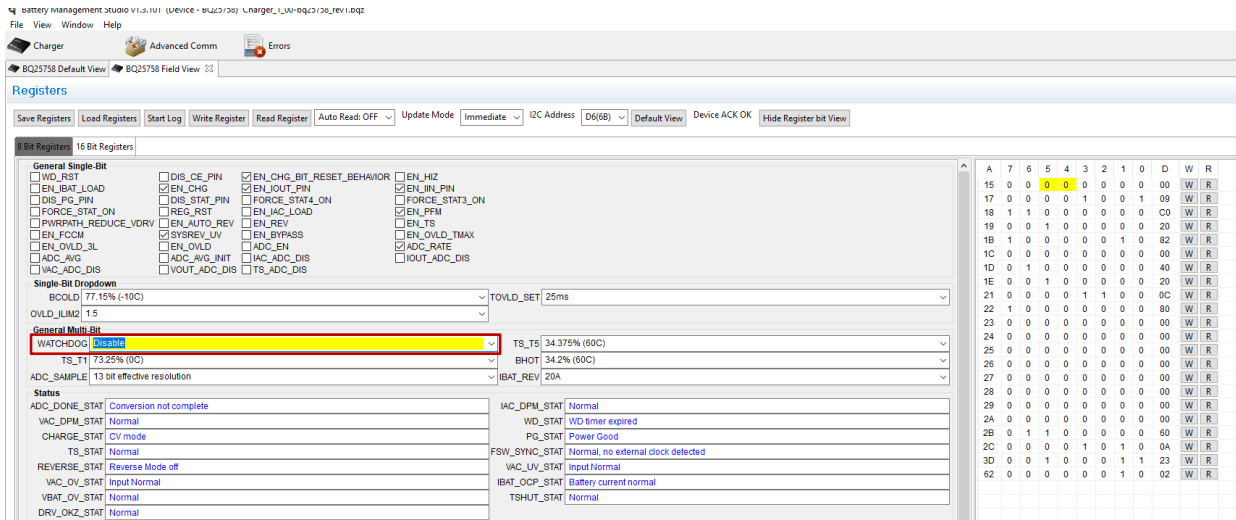 Battery Management Studio v1.3.101 (Device - BQ25758) Charger_1_00-bq25758_rev1.bqz
File View Window Help
Charger Advanced Comm Errors
BQ25758 Default View BQ25758 Field View
Registers
Save Registers Load Registers Start Log Write Register Read Register Auto Read: OFF Update Mode Immediate I2C Address D6(6B) Default View Device ACK OK Hide Register bit View
8 Bit Registers 16 Bit Registers
General Single-Bit
WD_RST DIS_CE_PIN EN_CHG_BIT_RESET_BEHAVIOR EN_HIZ
EN_IBAT_LOAD EN_CHG EN_IOUT_PIN EN_IIN_PIN
DIS_PG_PIN DIS_STAT_PIN FORCE_STAT4_ON FORCE_STAT3_ON
FORCE_STAT_ON REG_RST EN_IAC_LOAD EN_PFM
PWRPATH_REDUCE_VDRV EN_AUTO_REV EN_REV EN_TS
EN_FCCM SYSREV_UV EN_BYPASS EN_OVLD_TMAX
EN_OVLD_3L EN_OVLD ADC_EN ADC_RATE
ADC_AVG ADC_AVG_INIT IAC_ADC_DIS IOUT_ADC_DIS
VAC_ADC_DIS VOUT_ADC_DIS TS_ADC_DIS
Single-Bit Dropdown
BCOLD 77.15% (-10C) TOVLD_SET 25ms
OVLD_ILIM2 1.5
General Multi-Bit
WATCHDOG Disable TS_T5 34.375% (60C)
TS_T1 73.25% (0C) BHOT 34.2% (60C)
ADC_SAMPLE 13 bit effective resolution IBAT_REV 20A
Status
ADC_DONE_STAT Conversion not complete IAC_DPM_STAT Normal
VAC_DPM_STAT Normal WD_STAT WD timer expired
CHARGE_STAT CV mode PG_STAT Power Good
TS_STAT Normal FSW_SYNC_STAT Normal, no external clock detected
REVERSE_STAT Reverse Mode off VAC_UV_STAT Input Normal
VAC_OV_STAT Input Normal IBAT_OCP_STAT Battery current normal
VBAT_OV_STAT Normal TSHUT_STAT Normal
DRV_OKZ_STAT Normal
A 7 6 5 4 3 2 1 0 D W R
15 0 0 0 0 0 0 0 0 00 W R
17 0 0 0 0 1 0 0 1 09 W R
18 1 1 0 0 0 0 0 0 C0 W R
19 0 0 1 0 0 0 0 0 20 W R
1B 1 0 0 0 0 0 1 0 82 W R
1C 0 0 0 0 0 0 0 0 00 W R
1D 0 1 0 0 0 0 0 0 40 W R
1E 0 0 1 0 0 0 0 0 20 W R
21 0 0 0 0 1 1 0 0 0C W R
22 1 0 0 0 0 0 0 0 80 W R
23 0 0 0 0 0 0 0 0 00 W R
24 0 0 0 0 0 0 0 0 00 W R
25 0 0 0 0 0 0 0 0 00 W R
26 0 0 0 0 0 0 0 0 00 W R
27 0 0 0 0 0 0 0 0 00 W R
28 0 0 0 0 0 0 0 0 00 W R
29 0 0 0 0 0 0 0 0 00 W R
2A 0 0 0 0 0 0 0 0 00 W R
2B 0 1 1 0 0 0 0 0 60 W R
2C 0 0 0 0 1 0 1 0 0A W R
3D 0 0 1 0 0 0 1 1 23 W R
62 0 0 0 0 0 0 1 0 02 W R